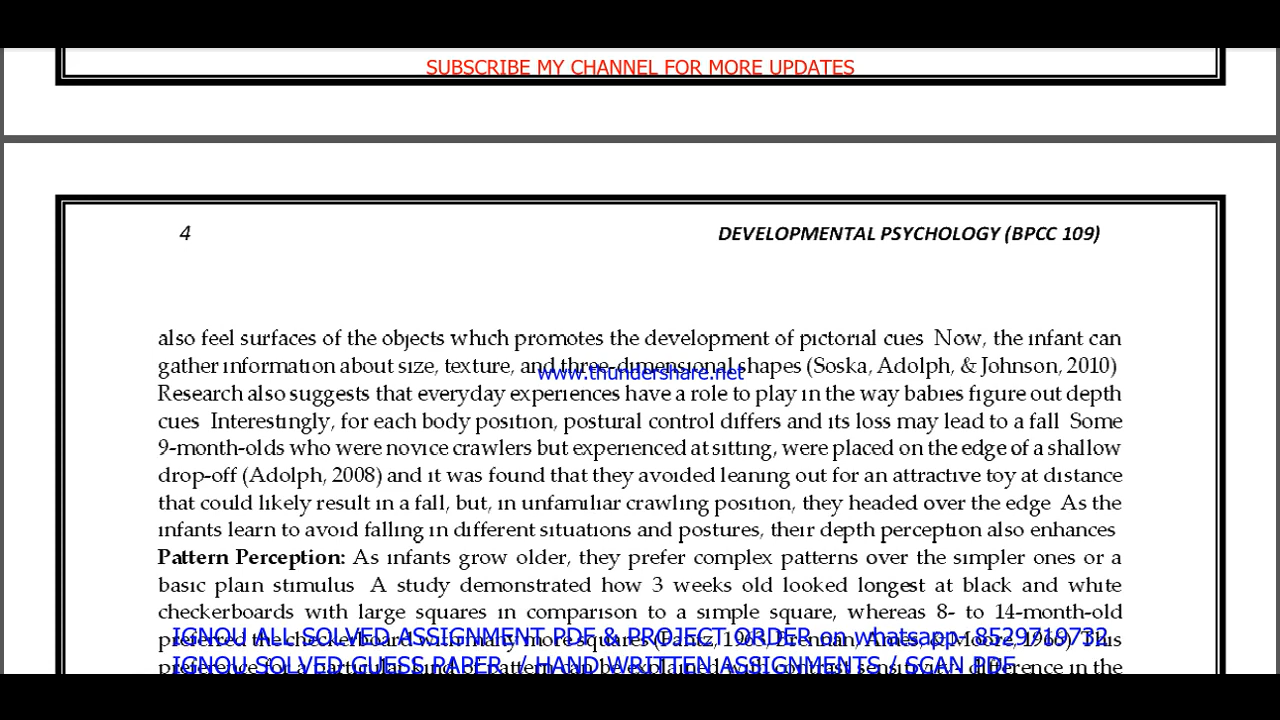 SUBSCRIBE MY CHANNEL FOR MORE UPDATES
4 DEVELOPMENTAL PSYCHOLOGY (BPCC 109)
also feel surfaces of the objects which promotes the development of pictorial cues Now, the infant can
gather information about size, texture, and three-dimensional shapes (Soska, Adolph, & Johnson, 2010)
www.thundershare.net
Research also suggests that everyday experiences have a role to play in the way babies figure out depth
cues Interestingly, for each body position, postural control differs and its loss may lead to a fall Some
9-month-olds who were novice crawlers but experienced at sitting, were placed on the edge of a shallow
drop-off (Adolph, 2008) and it was found that they avoided leaning out for an attractive toy at distance
that could likely result in a fall, but, in unfamiliar crawling position, they headed over the edge As the
infants learn to avoid falling in different situations and postures, their depth perception also enhances
Pattern Perception: As infants grow older, they prefer complex patterns over the simpler ones or a
basic plain stimulus A study demonstrated how 3 weeks old looked longest at black and white
checkerboards with large squares in comparison to a simple square, whereas 8- to 14-month-old
preferred the checkerboard with many more squares
IGNOU ALL SOLVED ASSIGNMENT PDF & PROJECT ORDER on whatsapp-8529719732
IGNOU SOLVED GUESS PAPER / HANDWRITTEN ASSIGNMENTS / SCAN PDF
difference in the